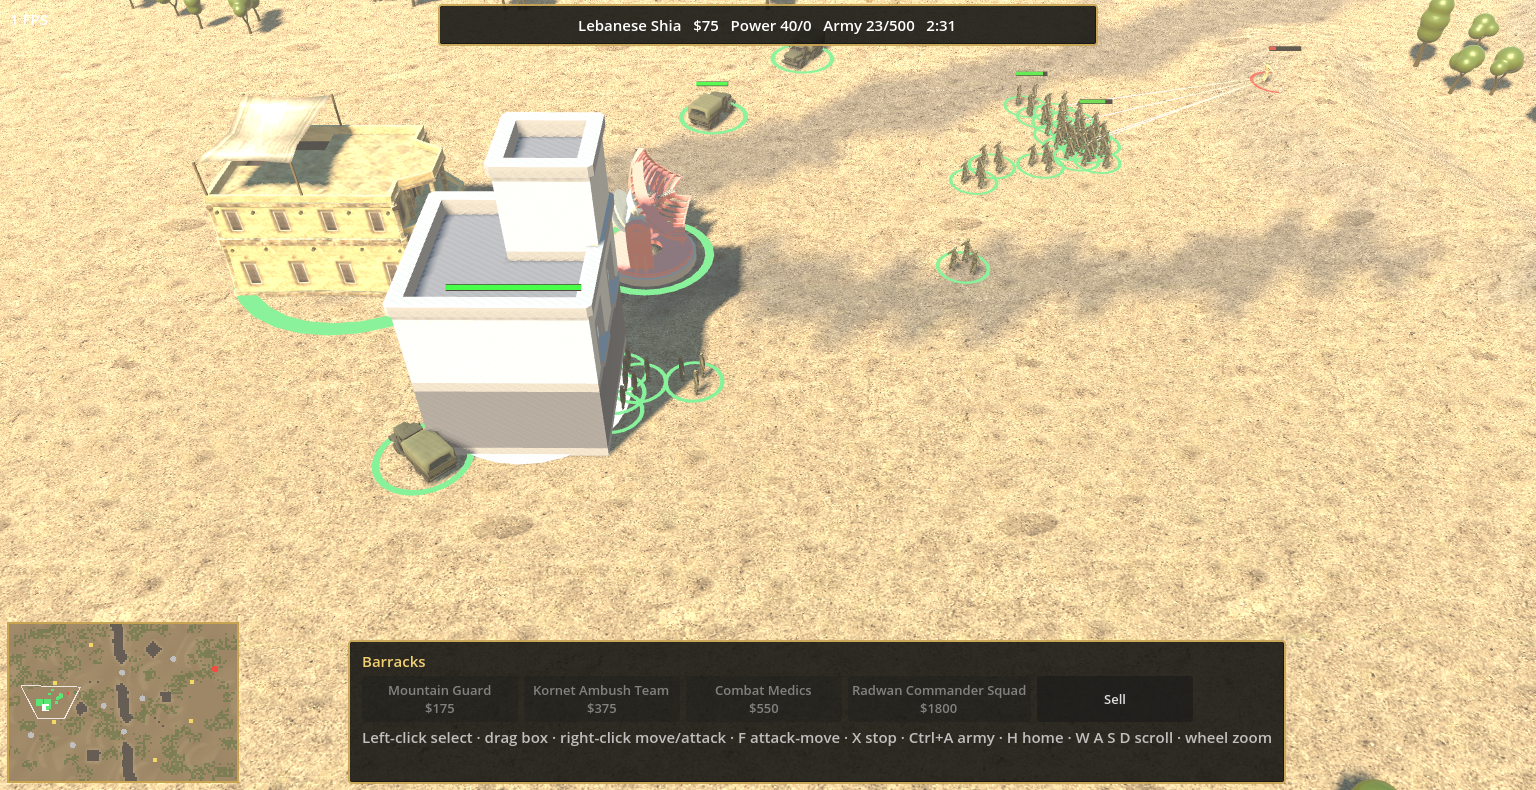 1 FPS
Lebanese Shia $75 Power 40/0 Army 23/500 2:31
Barracks
Mountain Guard
$175
Kornet Ambush Team
$375
Combat Medics
$550
Radwan Commander Squad
$1800
Sell
Left-click select · drag box · right-click move/attack · F attack-move · X stop · Ctrl+A army · H home · W A S D scroll · wheel zoom